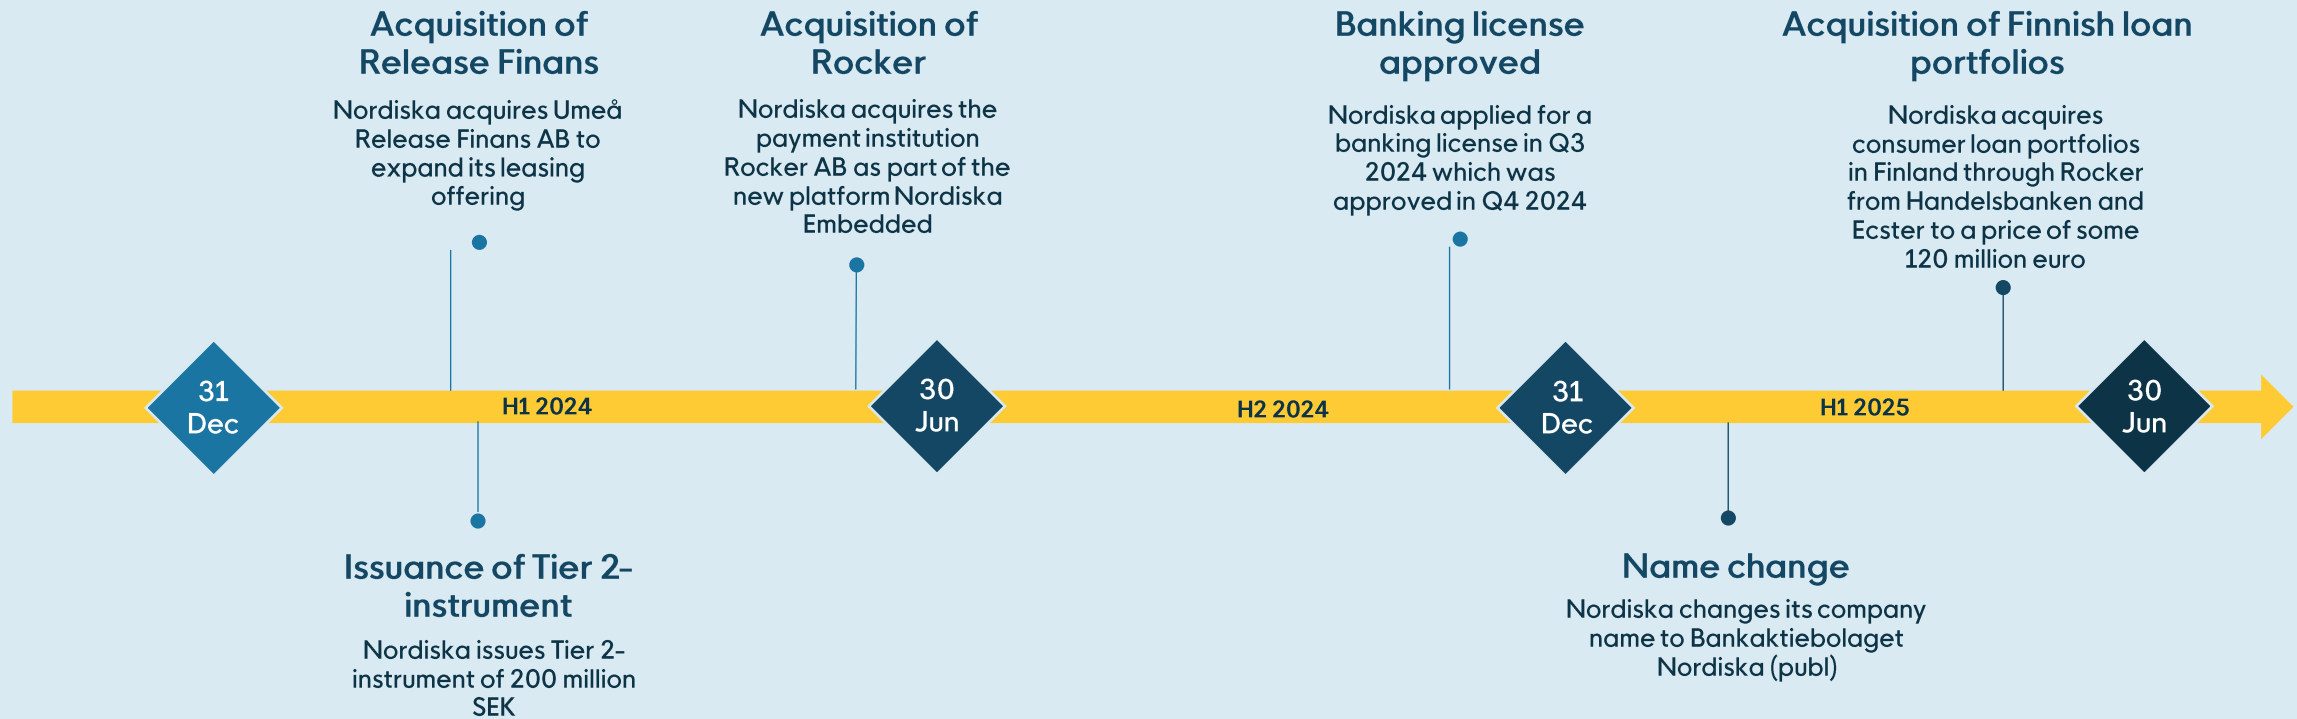 Acquisition of
Release Finans
Nordiska acquires Umeå
Release Finans AB to
expand its leasing
offering
Acquisition of
Rocker
Nordiska acquires the
payment institution
Rocker AB as part of the
new platform Nordiska
Embedded
Banking license
approved
Nordiska applied for a
banking license in Q3
2024 which was
approved in Q4 2024
Acquisition of Finnish loan
portfolios
Nordiska acquires
consumer loan portfolios
in Finland through Rocker
from Handelsbanken and
Ecster to a price of some
120 million euro
31
Dec
H1 2024
30
Jun
H2 2024
31
Dec
H1 2025
30
Jun
Issuance of Tier 2-
instrument
Nordiska issues Tier 2-
instrument of 200 million
SEK
Name change
Nordiska changes its company
name to Bankaktiebolaget
Nordiska (publ)